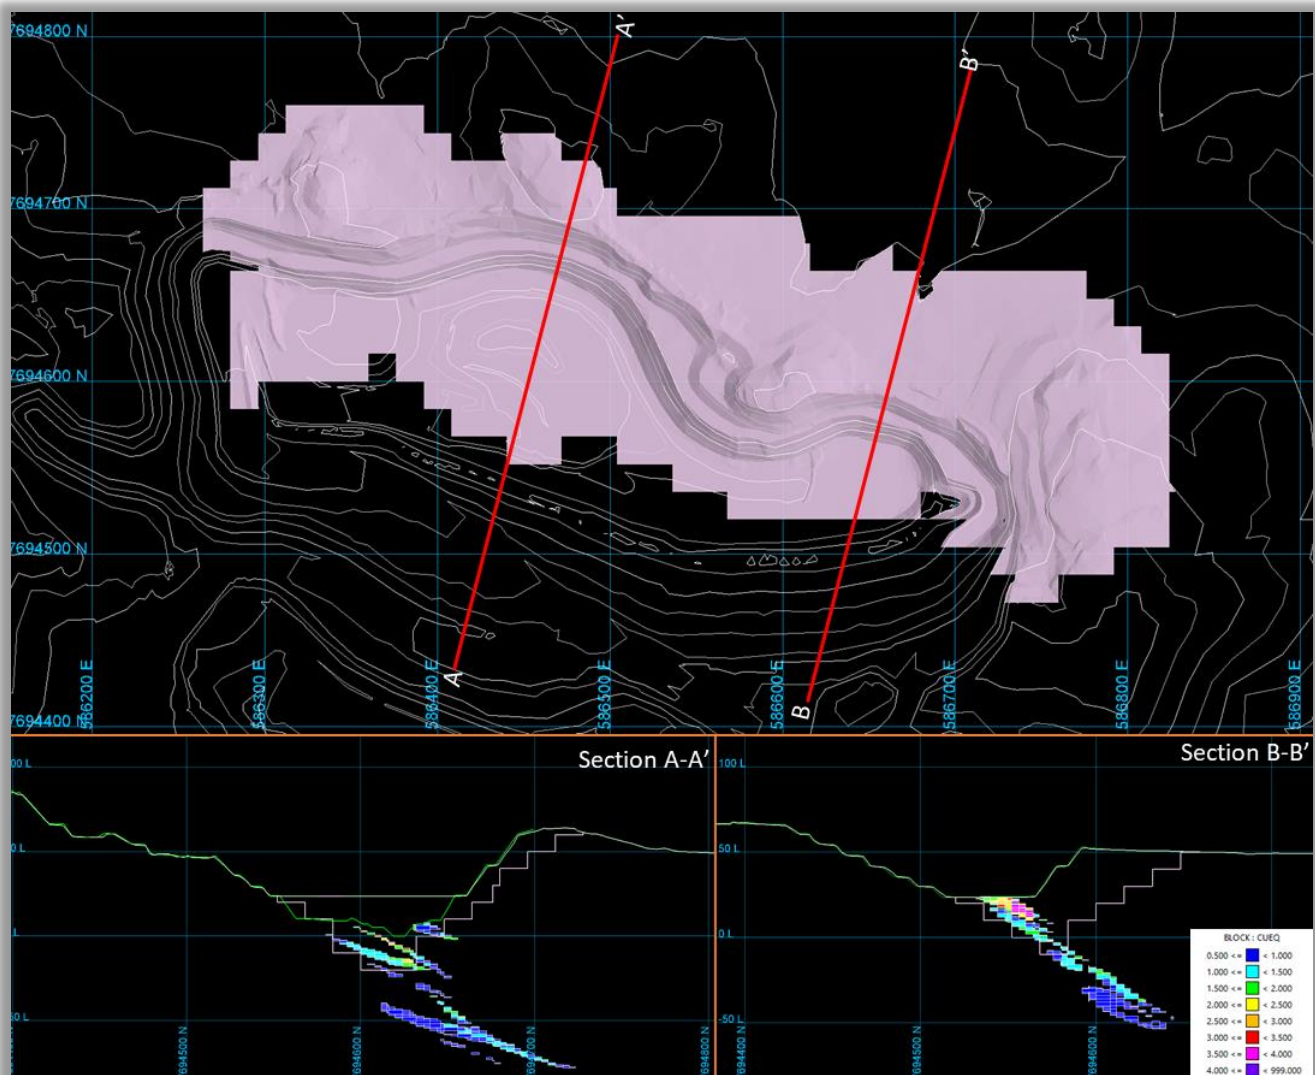 7694800 N
A'
B'
7694700 N
7694600 N
7694500 N
586200 E
586300 E
586400 E
586500 E
586600 E
586700 E
586800 E
586900 E
A
B
7694400 N
Section A-A’
Section B-B’
00 L
100 L
0 L
50 L
L
0 L
50 L
-50 L
694500 N
694600 N
694700 N
694800 N
694400 N
694500 N
694600 N
BLOCK : CUEQ
0.500 <= < 1.000
1.000 <= < 1.500
1.500 <= < 2.000
2.000 <= < 2.500
2.500 <= < 3.000
3.000 <= < 3.500
3.500 <= < 4.000
4.000 <= < 999.000